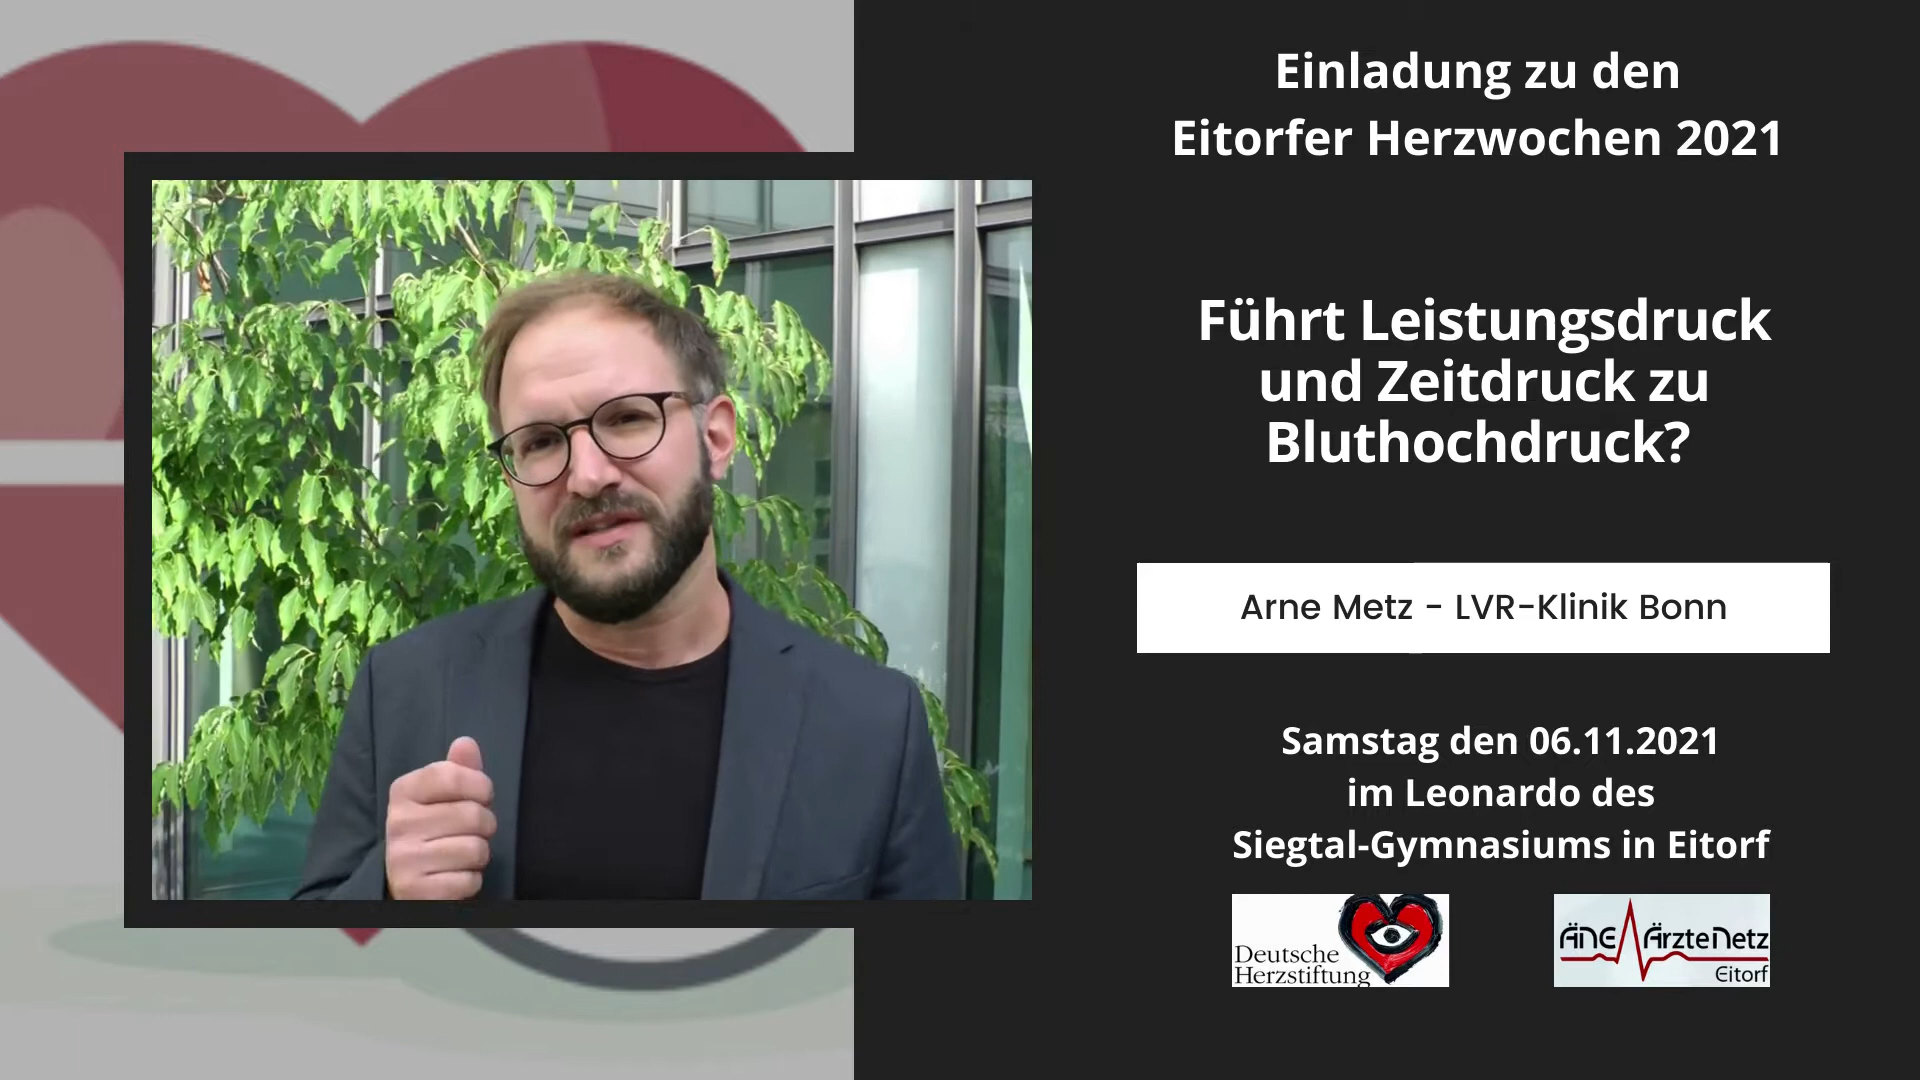 Einladung zu den
Eitorfer Herzwochen 2021
Führt Leistungsdruck
und Zeitdruck zu
Bluthochdruck?
Arne Metz - LVR-Klinik Bonn
Samstag den 06.11.2021
im Leonardo des
Siegtal-Gymnasiums in Eitorf
Deutsche
Herzstiftung
ÄNE ÄrzteNetz
Eitorf